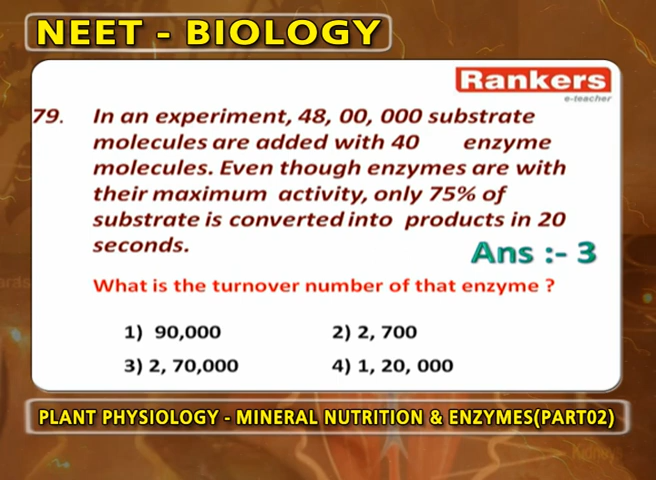 NEET - BIOLOGY
Rankers
e-teacher
79. In an experiment, 48, 00, 000 substrate
molecules are added with 40 enzyme
molecules. Even though enzymes are with
their maximum activity, only 75% of
substrate is converted into products in 20
seconds.
Ans :- 3
What is the turnover number of that enzyme ?
1) 90,000 2) 2, 700
3) 2, 70,000 4) 1, 20, 000
PLANT PHYSIOLOGY - MINERAL NUTRITION & ENZYMES(PART02)
Kidneys